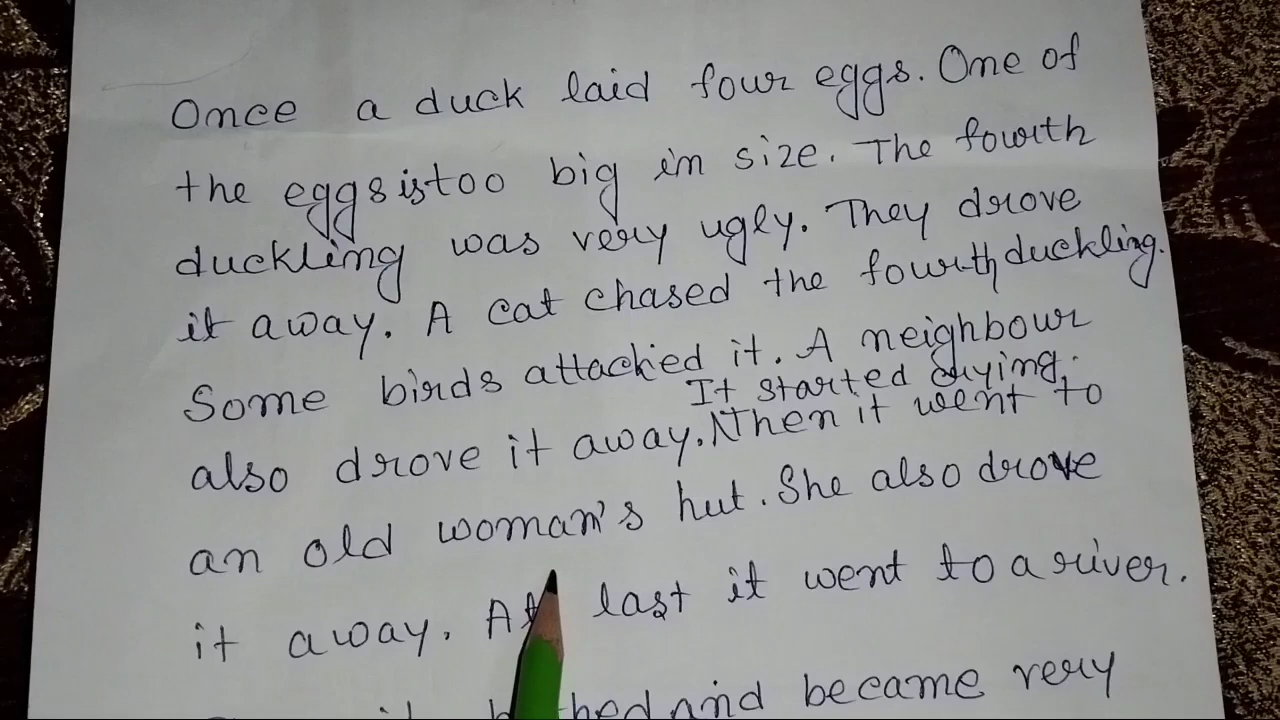 Once a duck laid four eggs. One of
the eggs is too big in size. The fourth
duckling was very ugly. They drove
it away. A cat chased the fourth duckling.
Some birds attacked it. A neighbour
It started crying.
also drove it away. Then it went to
an old woman's hut. She also drove
it away. At last it went to a river.
it and became very